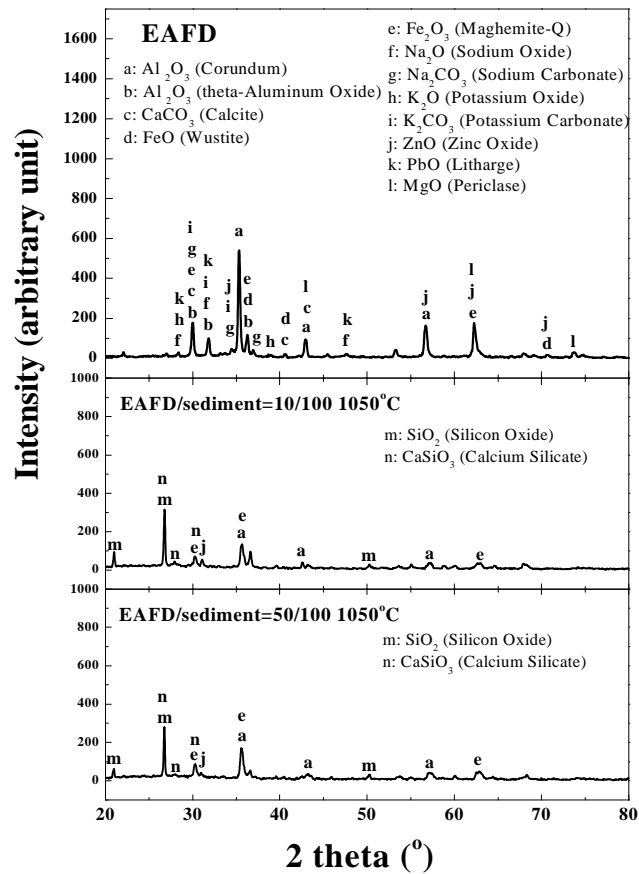 EAFD
a: Al₂O₃ (Corundum)
b: Al₂O₃ (theta-Aluminum Oxide)
c: CaCO₃ (Calcite)
d: FeO (Wustite)
e: Fe₂O₃ (Maghemite-Q)
f: Na₂O (Sodium Oxide)
g: Na₂CO₃ (Sodium Carbonate)
h: K₂O (Potassium Oxide)
i: K₂CO₃ (Potassium Carbonate)
j: ZnO (Zinc Oxide)
k: PbO (Litharge)
l: MgO (Periclase)
1600
1400
1200
1000
800
600
400
200
0
k
h
f
i
g
e
c
b
k
i
f
b
j
i
g
a
e
d
b
g
h
d
c
l
c
a
k
f
j
a
l
j
e
j
d
l
Intensity (arbitrary unit)
EAFD/sediment=10/100 1050°C
m: SiO₂ (Silicon Oxide)
n: CaSiO₃ (Calcium Silicate)
1000
800
600
400
200
0
m
n
m
n
n
e
j
e
a
a
m
a
e
EAFD/sediment=50/100 1050°C
m: SiO₂ (Silicon Oxide)
n: CaSiO₃ (Calcium Silicate)
1000
800
600
400
200
0
m
n
m
n
n
e
j
e
a
a
m
a
e
20 30 40 50 60 70 80
2 theta (°)